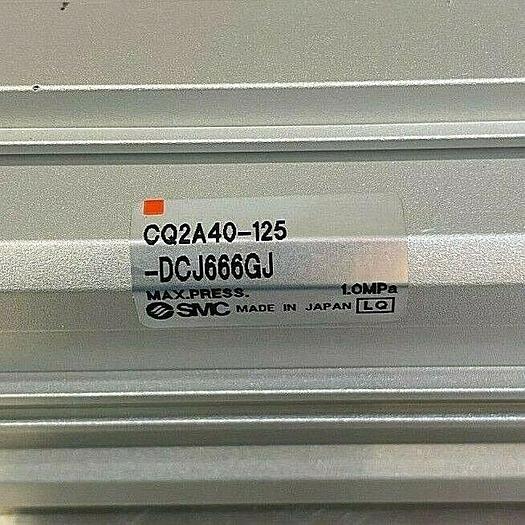 CQ2A40-125
-DCJ666GJ
MAX.PRESS. 1.0MPa
SMC MADE IN JAPAN LQ